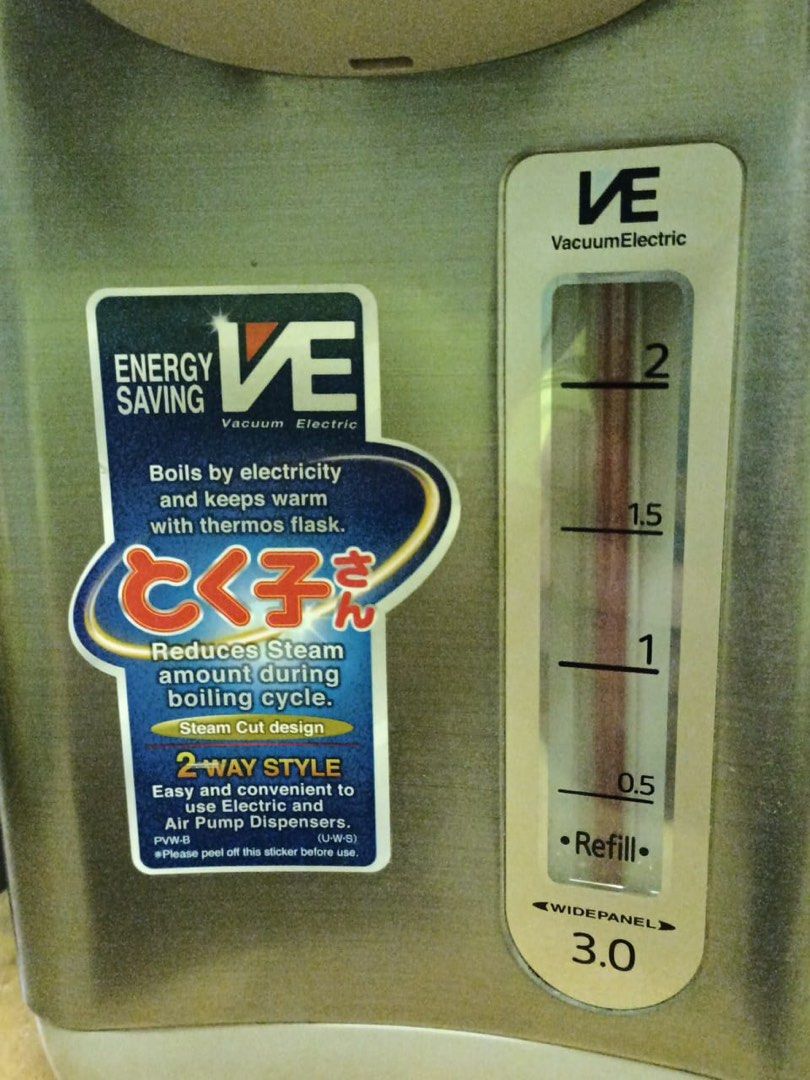 ENERGY
SAVING
VE
Vacuum Electric
Boils by electricity
and keeps warm
with thermos flask.
とく子さん
Reduces Steam
amount during
boiling cycle.
Steam Cut design
2-WAY STYLE
Easy and convenient to
use Electric and
Air Pump Dispensers.
PVW-B (U·W·S)
*Please peel off this sticker before use.
VE
VacuumElectric
2
1.5
1
0.5
•Refill•
WIDEPANEL
3.0